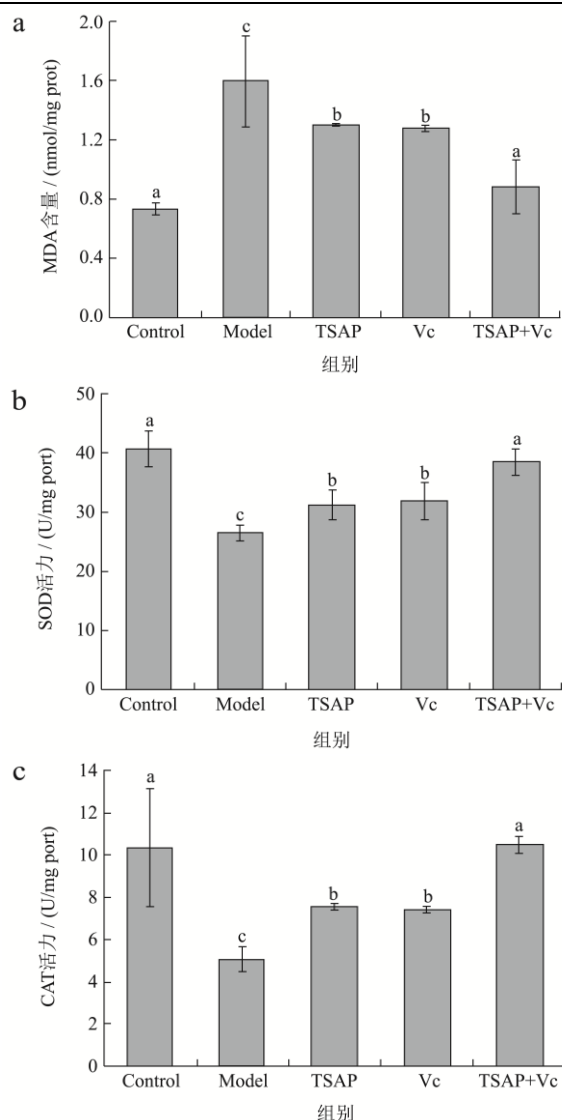 a
2.0
1.6
1.2
0.8
0.4
0.0
MDA含量 / (nmol/mg prot)
a
c
b
b
a
Control Model TSAP Vc TSAP+Vc
组别
b
50
40
30
20
10
0
SOD活力 / (U/mg port)
a
c
b
b
a
Control Model TSAP Vc TSAP+Vc
组别
c
14
12
10
8
6
4
2
0
CAT活力 / (U/mg port)
a
c
b
b
a
Control Model TSAP Vc TSAP+Vc
组别